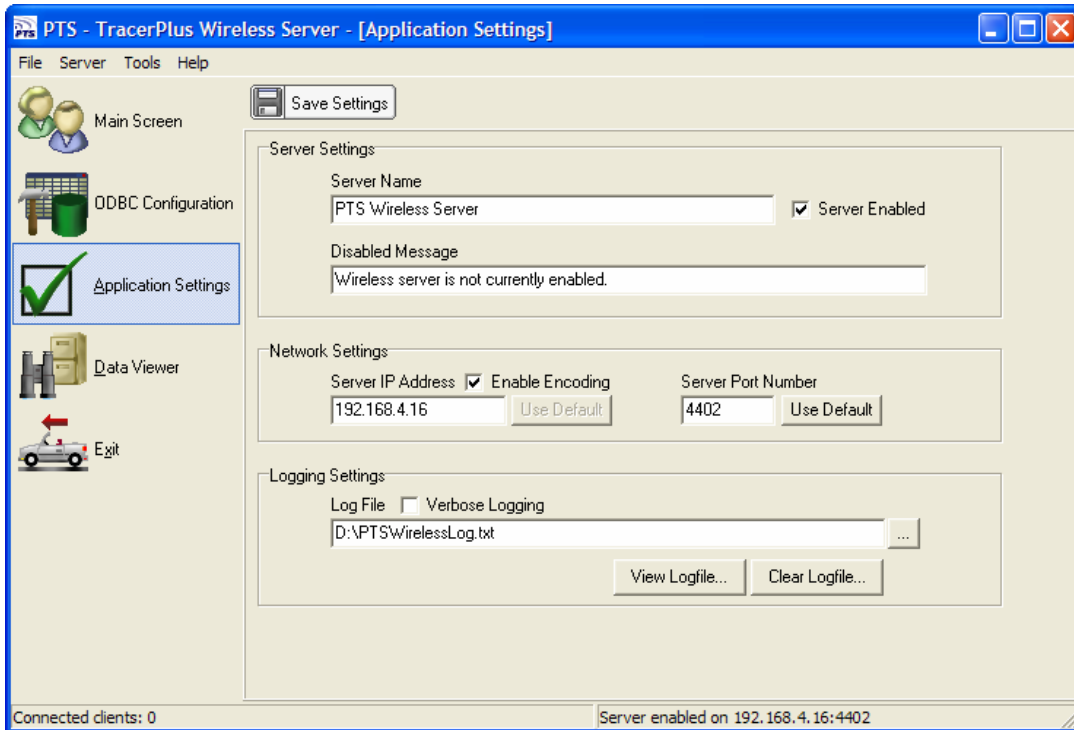 PTS - TracerPlus Wireless Server - [Application Settings]
File Server Tools Help
Main Screen
ODBC Configuration
Application Settings
Data Viewer
Exit
Save Settings
Server Settings
Server Name
PTS Wireless Server
Server Enabled
Disabled Message
Wireless server is not currently enabled.
Network Settings
Server IP Address Enable Encoding Server Port Number
192.168.4.16 Use Default 4402 Use Default
Logging Settings
Log File Verbose Logging
D:\PTSWirelessLog.txt ...
View Logfile... Clear Logfile...
Connected clients: 0 Server enabled on 192.168.4.16:4402